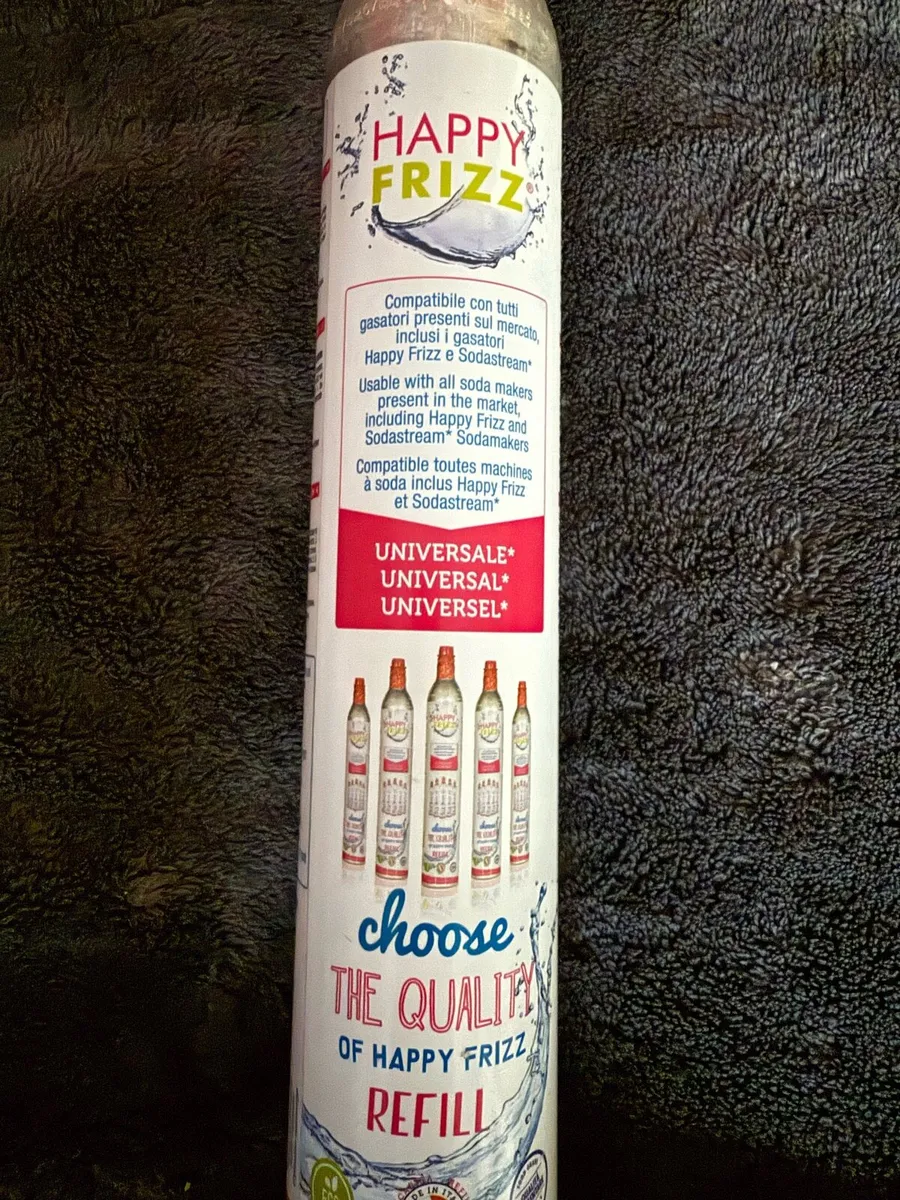 HAPPY
FRIZZ®
Compatibile con tutti
gasatori presenti sul mercato,
inclusi i gasatori
Happy Frizz e Sodastream*
Usable with all soda makers
present in the market,
including Happy Frizz and
Sodastream* Sodamakers
Compatible toutes machines
à soda inclus Happy Frizz
et Sodastream*
UNIVERSALE*
UNIVERSAL*
UNIVERSEL*
choose
THE QUALITY
OF HAPPY FRIZZ
REFILL
ECO